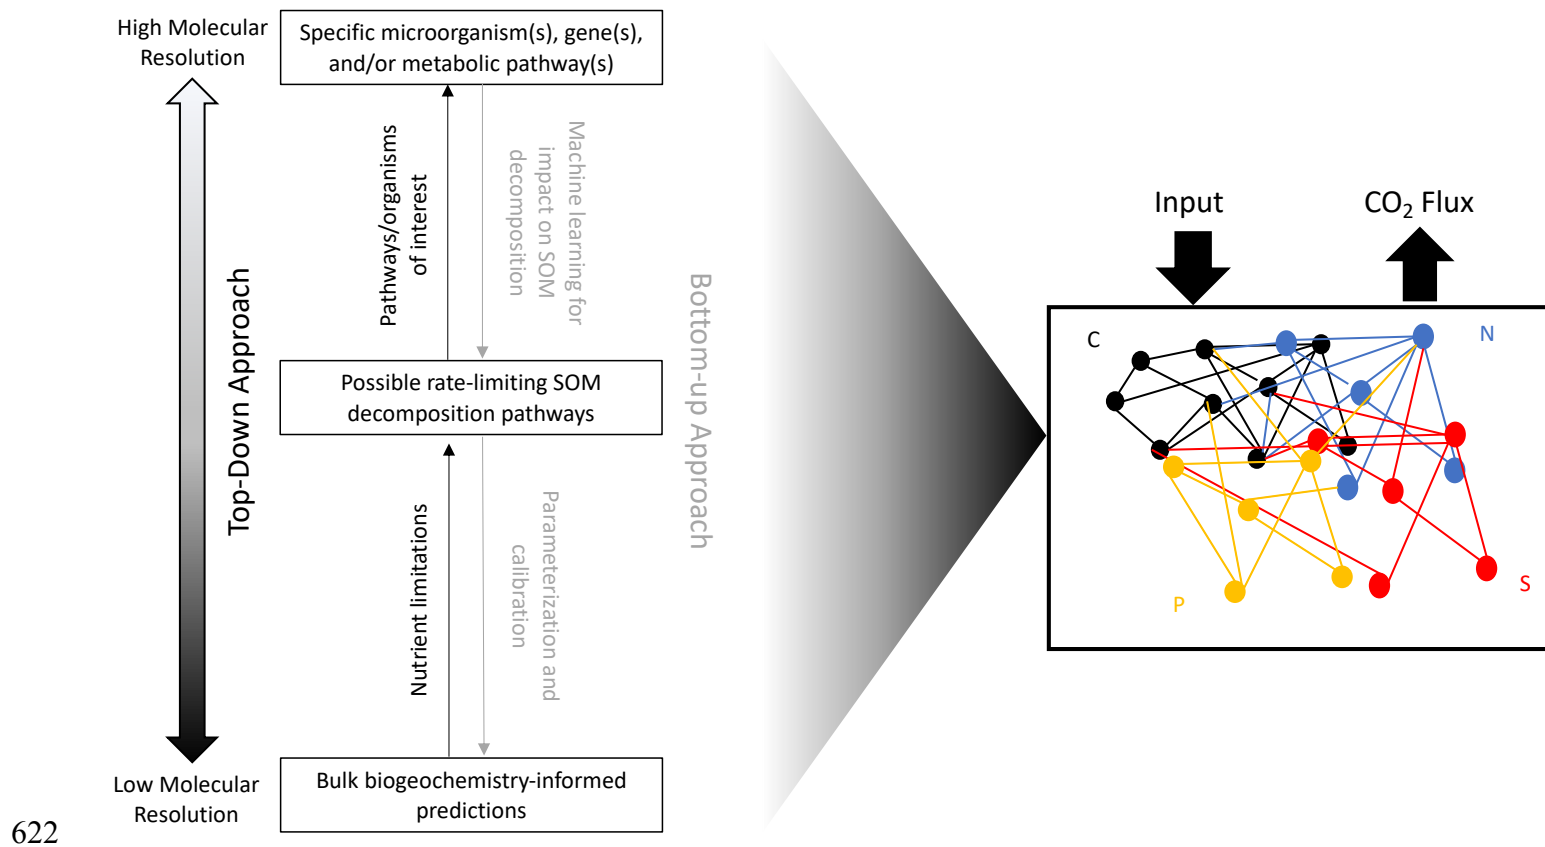 High Molecular
Resolution
Specific microorganism(s), gene(s),
and/or metabolic pathway(s)
Top-Down Approach
Pathways/organisms
of interest
Machine learning for
impact on SOM
decomposition
Possible rate-limiting SOM
decomposition pathways
Nutrient limitations
Parameterization and
calibration
Bottom-up Approach
Low Molecular
Resolution
Bulk biogeochemistry-informed
predictions
Input
CO₂ Flux
C
N
P
S
622